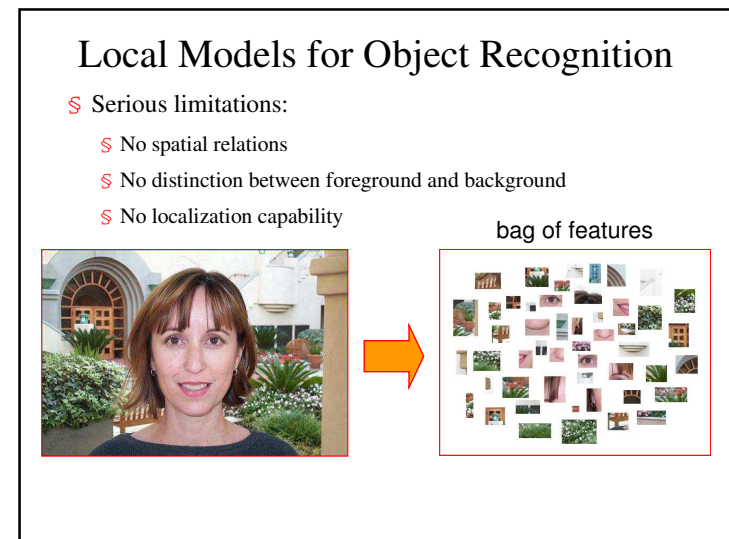 Local Models for Object Recognition
§ Serious limitations:
§ No spatial relations
§ No distinction between foreground and background
§ No localization capability
bag of features